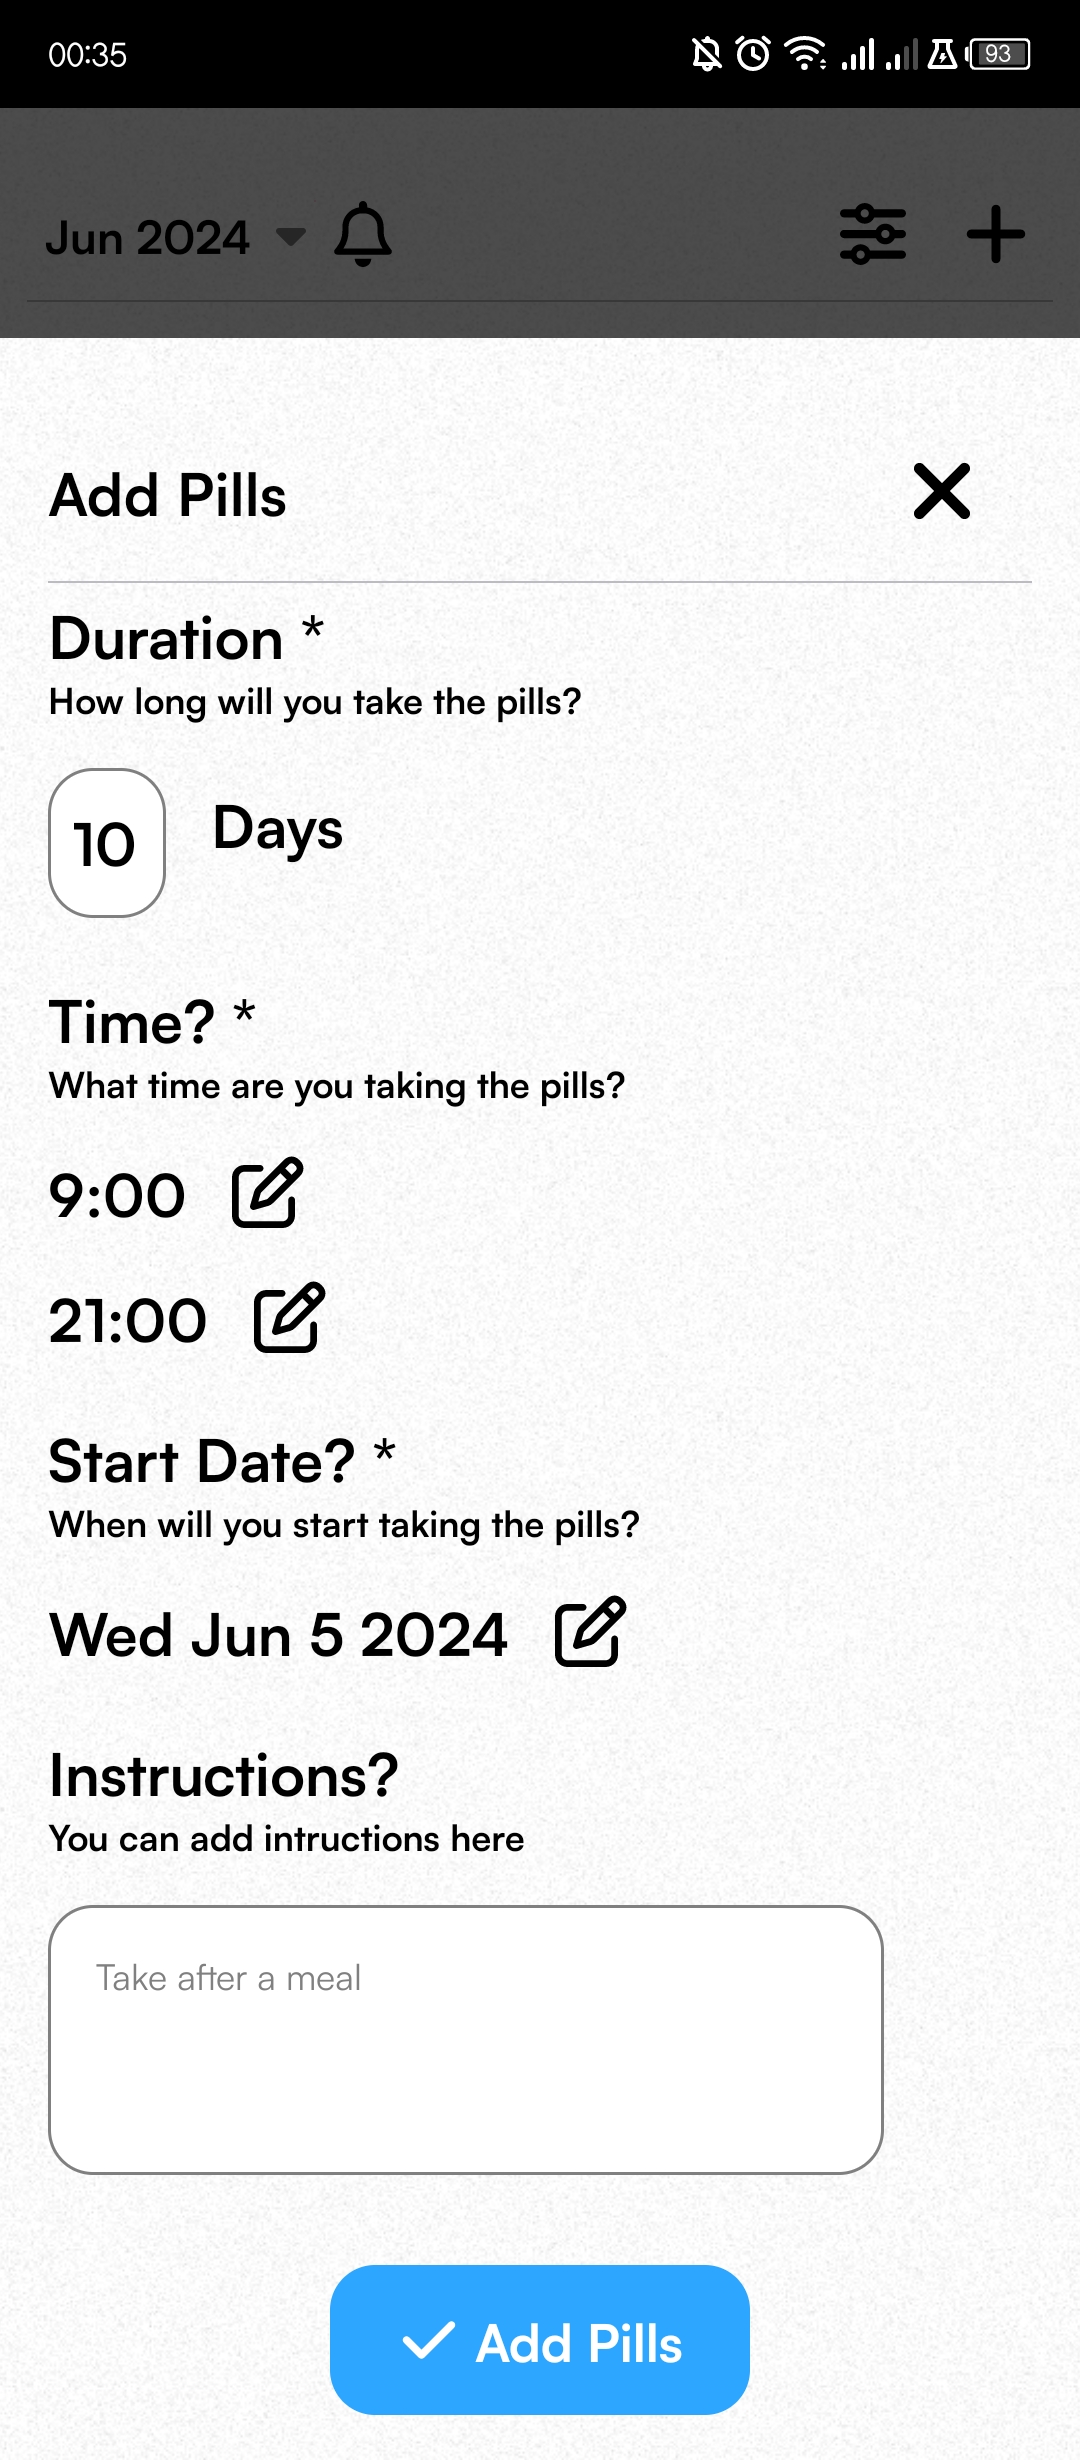 00:35
93
Jun 2024
Add Pills
Duration *
How long will you take the pills?
10 Days
Time? *
What time are you taking the pills?
9:00
21:00
Start Date? *
When will you start taking the pills?
Wed Jun 5 2024
Instructions?
You can add intructions here
Take after a meal
Add Pills